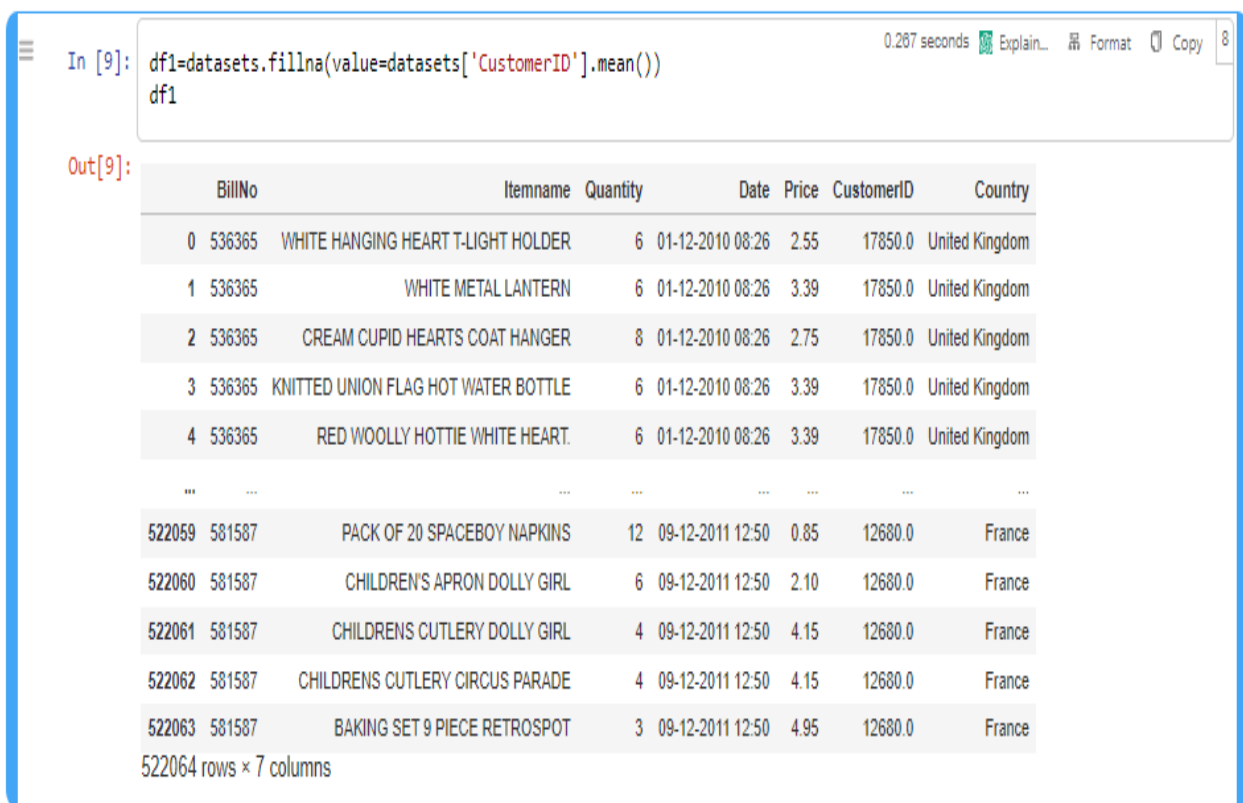 0.267 seconds Explain... Format Copy 8
In [9]: df1=datasets.fillna(value=datasets['CustomerID'].mean())
df1
Out[9]:
BillNo Itemname Quantity Date Price CustomerID Country
0 536365 WHITE HANGING HEART T-LIGHT HOLDER 6 01-12-2010 08:26 2.55 17850.0 United Kingdom
1 536365 WHITE METAL LANTERN 6 01-12-2010 08:26 3.39 17850.0 United Kingdom
2 536365 CREAM CUPID HEARTS COAT HANGER 8 01-12-2010 08:26 2.75 17850.0 United Kingdom
3 536365 KNITTED UNION FLAG HOT WATER BOTTLE 6 01-12-2010 08:26 3.39 17850.0 United Kingdom
4 536365 RED WOOLLY HOTTIE WHITE HEART. 6 01-12-2010 08:26 3.39 17850.0 United Kingdom
... ... ... ... ... ... ... ...
522059 581587 PACK OF 20 SPACEBOY NAPKINS 12 09-12-2011 12:50 0.85 12680.0 France
522060 581587 CHILDREN'S APRON DOLLY GIRL 6 09-12-2011 12:50 2.10 12680.0 France
522061 581587 CHILDRENS CUTLERY DOLLY GIRL 4 09-12-2011 12:50 4.15 12680.0 France
522062 581587 CHILDRENS CUTLERY CIRCUS PARADE 4 09-12-2011 12:50 4.15 12680.0 France
522063 581587 BAKING SET 9 PIECE RETROSPOT 3 09-12-2011 12:50 4.95 12680.0 France
522064 rows × 7 columns